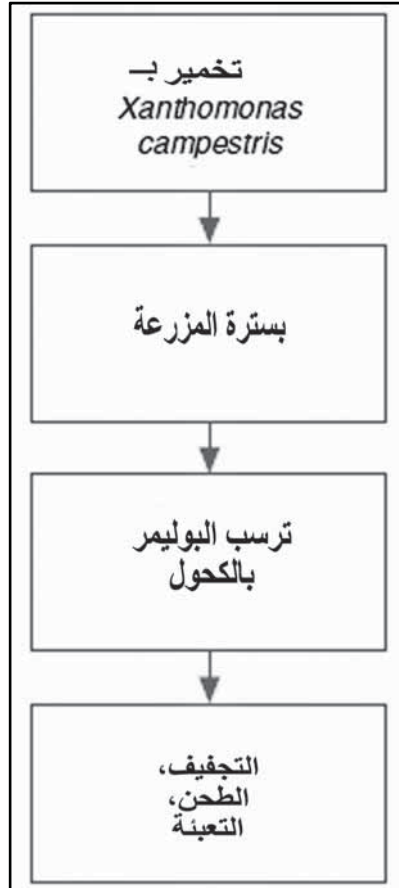 تخمير بـ
Xanthomonas
campestris
بسترة المزرعة
ترسب البوليمر
بالكحول
التجفيف،
الطحن،
التعبئة